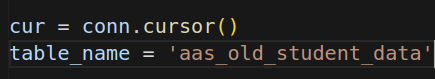 cur = conn.cursor()
table_name = 'aas_old_student_data'